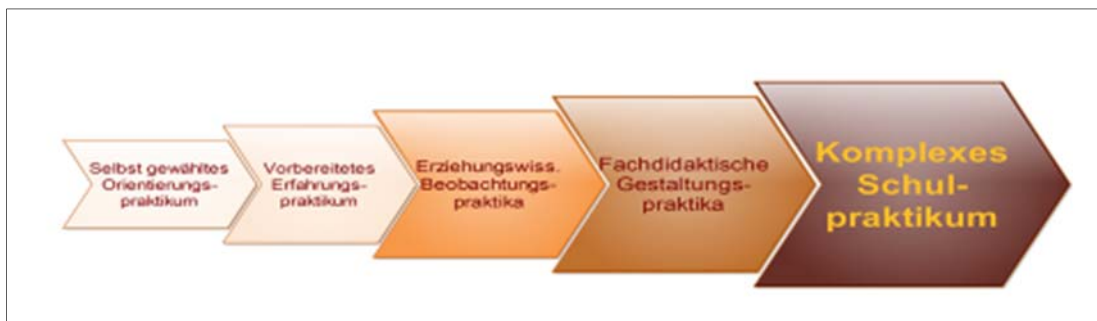 Selbst gewähltes
Orientierungs-
praktikum
Vorbereitetes
Erfahrungs-
praktikum
Erziehungswiss.
Beobachtungs-
praktika
Fachdidaktische
Gestaltungs-
praktika
Komplexes
Schul-
praktikum